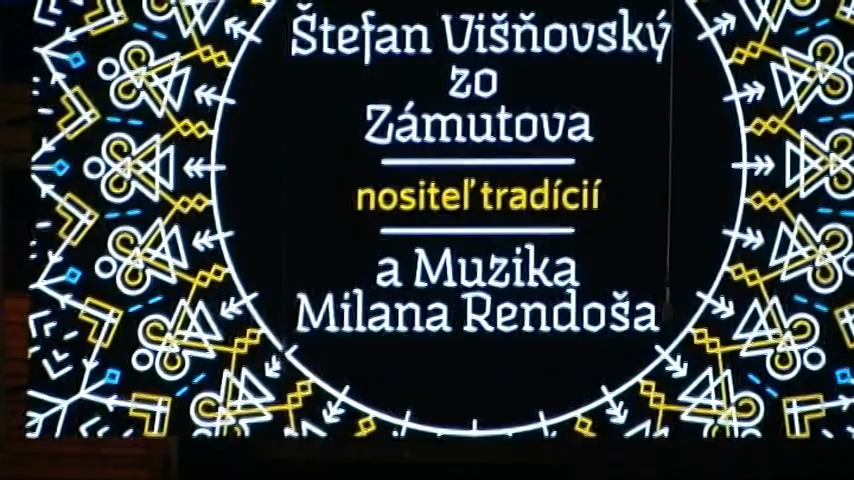 Štefan Višňovský
zo
Zámutova
nositeľ tradícií
a Muzika
Milana Rendoša